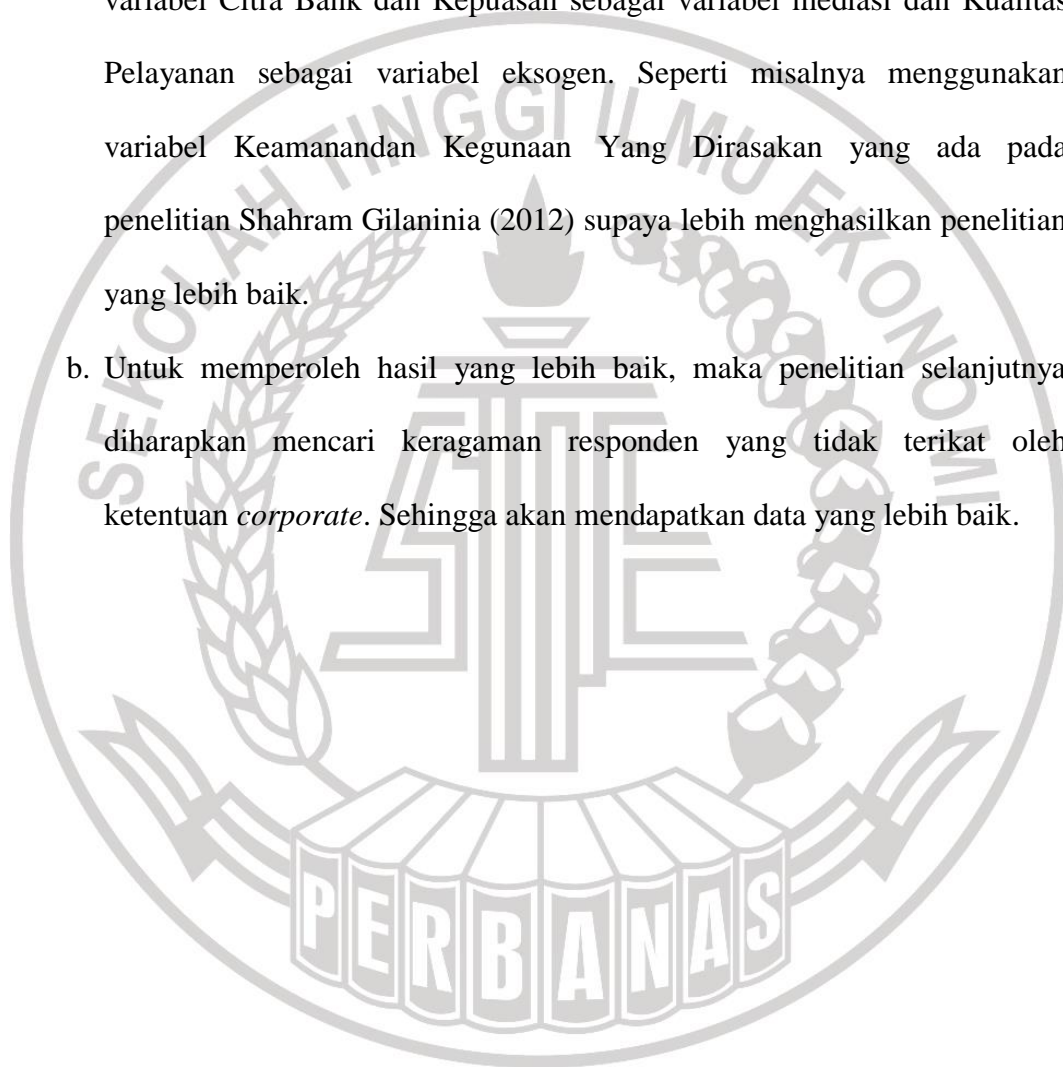 variabel Citra Bank dan Kepuasan sebagai variabel mediasi dan Kualitas
Pelayanan sebagai variabel eksogen. Seperti misalnya menggunakan
variabel Keamanandan Kegunaan Yang Dirasakan yang ada pada
penelitian Shahram Gilaninia (2012) supaya lebih menghasilkan penelitian
yang lebih baik.
b. Untuk memperoleh hasil yang lebih baik, maka penelitian selanjutnya
diharapkan mencari keragaman responden yang tidak terikat oleh
ketentuan corporate. Sehingga akan mendapatkan data yang lebih baik.
SEKOLAH TINGGI ILMU EKONOMI
PERBANAS